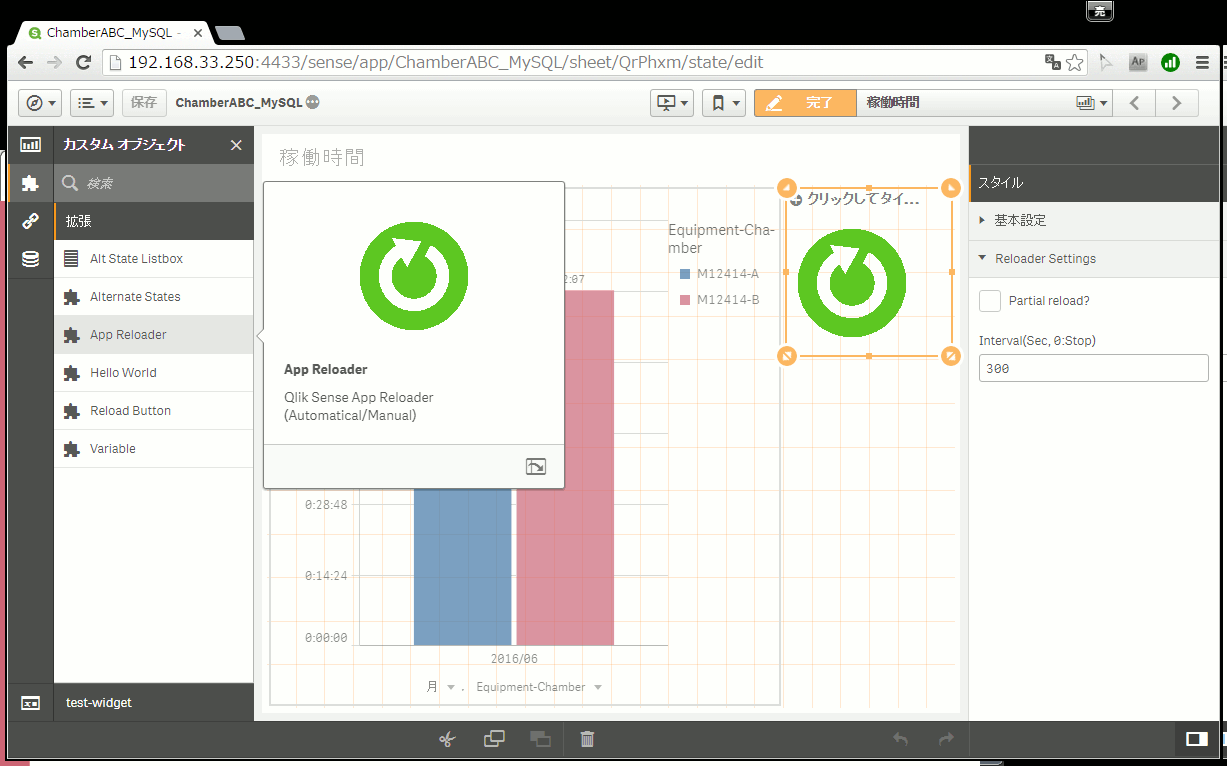 完
ChamberABC_MySQL -
192.168.33.250:4433/sense/app/ChamberABC_MySQL/sheet/QrPhxm/state/edit
AP
保存
ChamberABC_MySQL
完了
稼働時間
カスタム オブジェクト
検索
拡張
Alt State Listbox
Alternate States
App Reloader
Hello World
Reload Button
Variable
test-widget
稼働時間
App Reloader
Qlik Sense App Reloader
(Automatical/Manual)
2:07
0:28:48
0:14:24
0:00:00
2016/06
月 . Equipment-Chamber
Equipment-Cha-
mber
M12414-A
M12414-B
クリックしてタイ...
スタイル
基本設定
Reloader Settings
Partial reload?
Interval(Sec, 0:Stop)
300